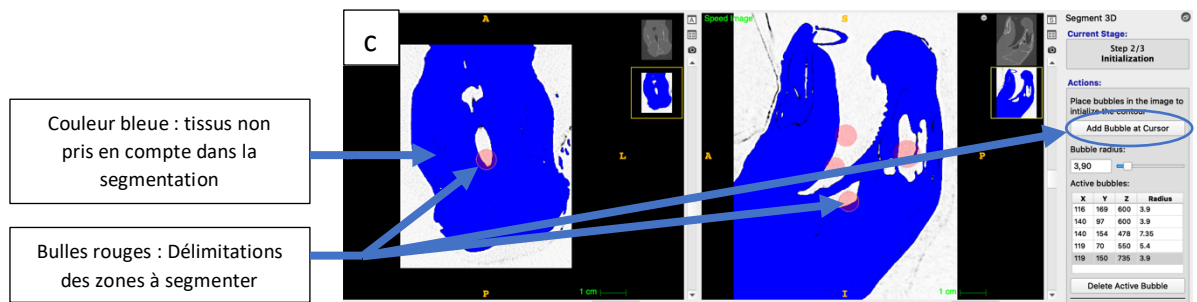 Couleur bleue : tissus non
pris en compte dans la
segmentation
Bulles rouges : Délimitations
des zones à segmenter
C
A
L
P
1 cm
A
Speed Image
S
A
P
I
1 cm
S
Segment 3D
Current Stage:
Step 2/3
Initialization
Actions:
Place bubbles in the image to
intialize the contour
Add Bubble at Cursor
Bubble radius:
3,90
Active bubbles:
X Y Z Radius
116 169 600 3.9
140 97 600 3.9
140 154 478 7.35
119 70 550 5.4
119 150 735 3.9
Delete Active Bubble